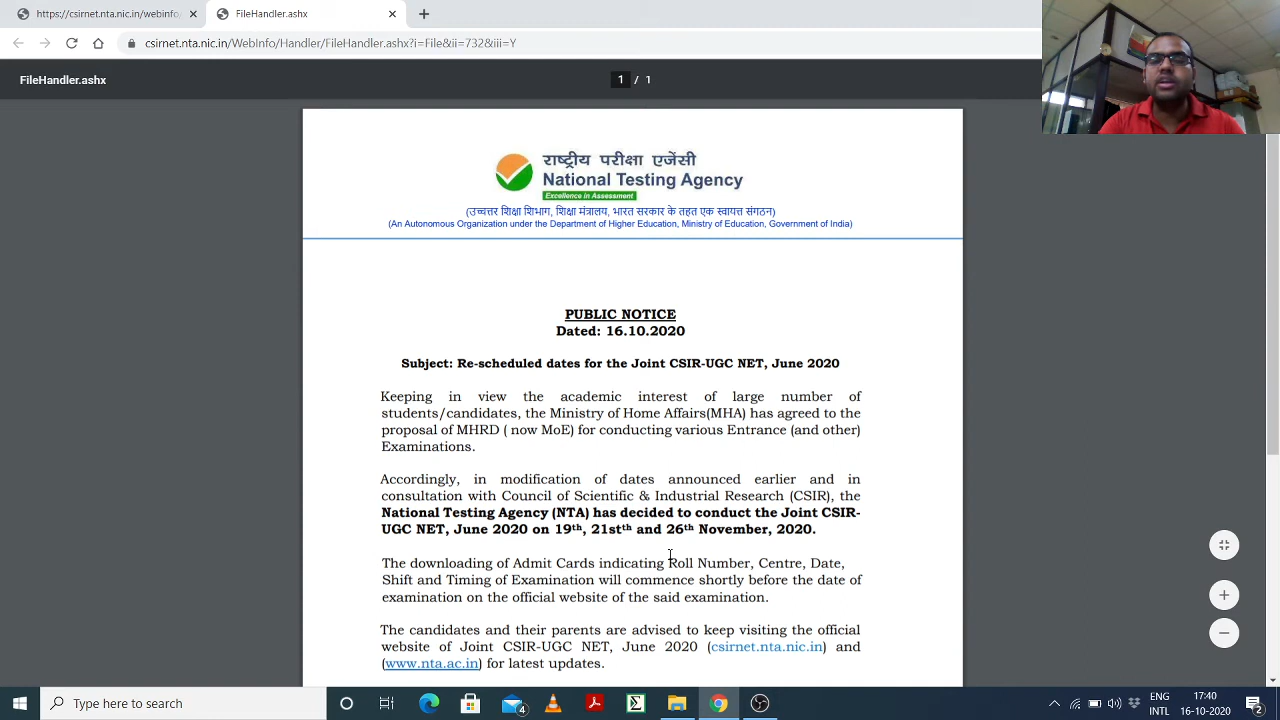 https://csirnet.nta.nic.in/webinfo
FileHandler.ashx
csirnet.nta.nic.in/WebInfo/Handler/FileHandler.ashx?i=File&ii=732&iii=Y
FileHandler.ashx
1 / 1
राष्ट्रीय परीक्षा एजेंसी
National Testing Agency
Excellence in Assessment
(उच्चत्तर शिक्षा शिभाग, शिक्षा मंत्रालय, भारत सरकार के तहत एक स्वायत्त संगठन)
(An Autonomous Organization under the Department of Higher Education, Ministry of Education, Government of India)
PUBLIC NOTICE
Dated: 16.10.2020
Subject: Re-scheduled dates for the Joint CSIR-UGC NET, June 2020
Keeping in view the academic interest of large number of
students/candidates, the Ministry of Home Affairs(MHA) has agreed to the
proposal of MHRD ( now MoE) for conducting various Entrance (and other)
Examinations.
Accordingly, in modification of dates announced earlier and in
consultation with Council of Scientific & Industrial Research (CSIR), the
National Testing Agency (NTA) has decided to conduct the Joint CSIR-
UGC NET, June 2020 on 19th, 21stth and 26th November, 2020.
The downloading of Admit Cards indicating Roll Number, Centre, Date,
Shift and Timing of Examination will commence shortly before the date of
examination on the official website of the said examination.
The candidates and their parents are advised to keep visiting the official
website of Joint CSIR-UGC NET, June 2020 (csirnet.nta.nic.in) and
(www.nta.ac.in) for latest updates.
Type here to search
4
ENG
INTL
17:40
16-10-2020
2